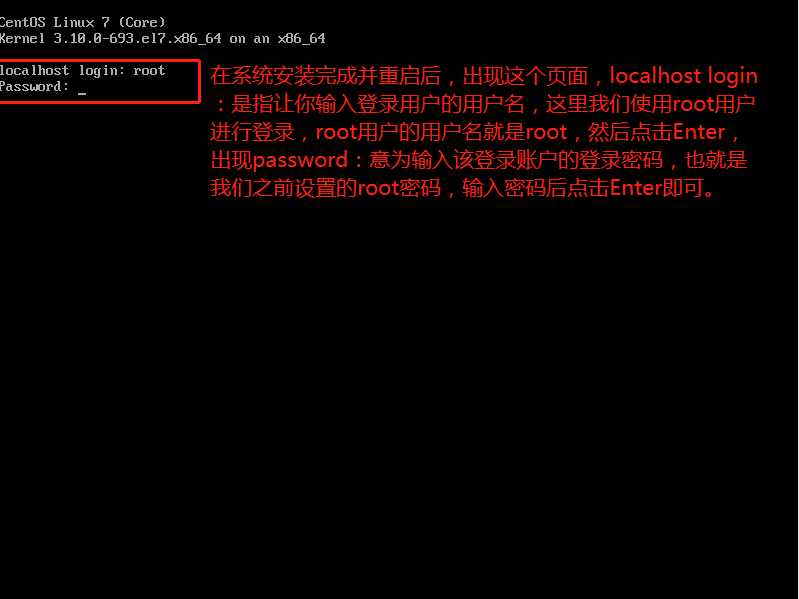 CentOS Linux 7 (Core)
Kernel 3.10.0-693.el7.x86_64 on an x86_64
localhost login: root
Password: _
在系统安装完成并重启后，出现这个页面，localhost login
：是指让你输入登录用户的用户名，这里我们使用root用户
进行登录，root用户的用户名就是root，然后点击Enter，
出现password：意为输入该登录账户的登录密码，也就是
我们之前设置的root密码，输入密码后点击Enter即可。